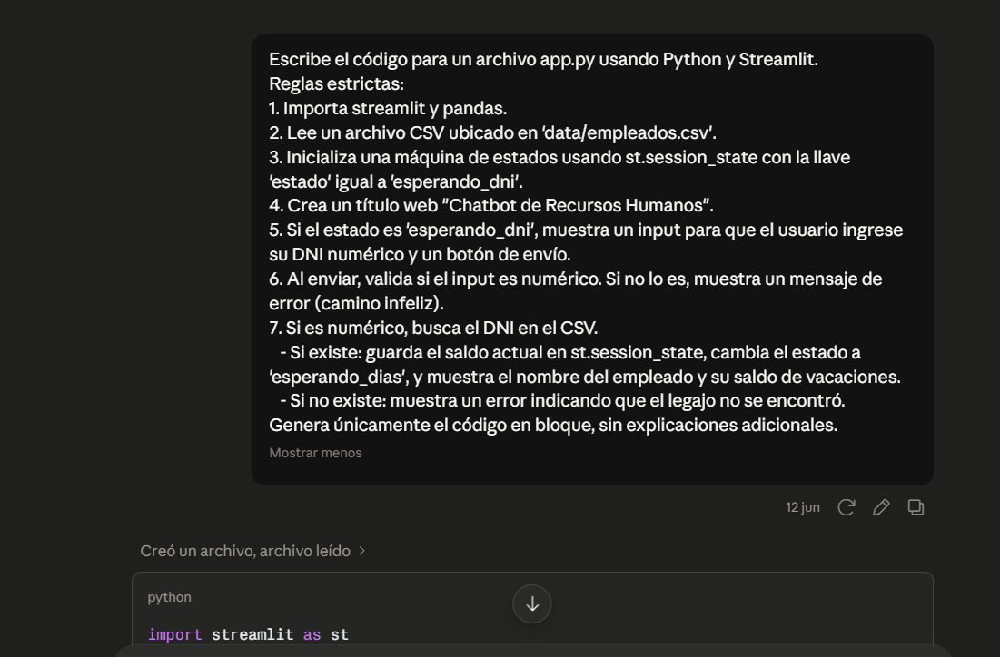 Escribe el código para un archivo app.py usando Python y Streamlit.
Reglas estrictas:
1. Importa streamlit y pandas.
2. Lee un archivo CSV ubicado en 'data/empleados.csv'.
3. Inicializa una máquina de estados usando st.session_state con la llave
'estado' igual a 'esperando_dni'.
4. Crea un título web "Chatbot de Recursos Humanos".
5. Si el estado es 'esperando_dni', muestra un input para que el usuario ingrese
su DNI numérico y un botón de envío.
6. Al enviar, valida si el input es numérico. Si no lo es, muestra un mensaje de
error (camino infeliz).
7. Si es numérico, busca el DNI en el CSV.
- Si existe: guarda el saldo actual en st.session_state, cambia el estado a
'esperando_dias', y muestra el nombre del empleado y su saldo de vacaciones.
- Si no existe: muestra un error indicando que el legajo no se encontró.
Genera únicamente el código en bloque, sin explicaciones adicionales.
Mostrar menos
12 jun
Creó un archivo, archivo leído
python
import streamlit as st